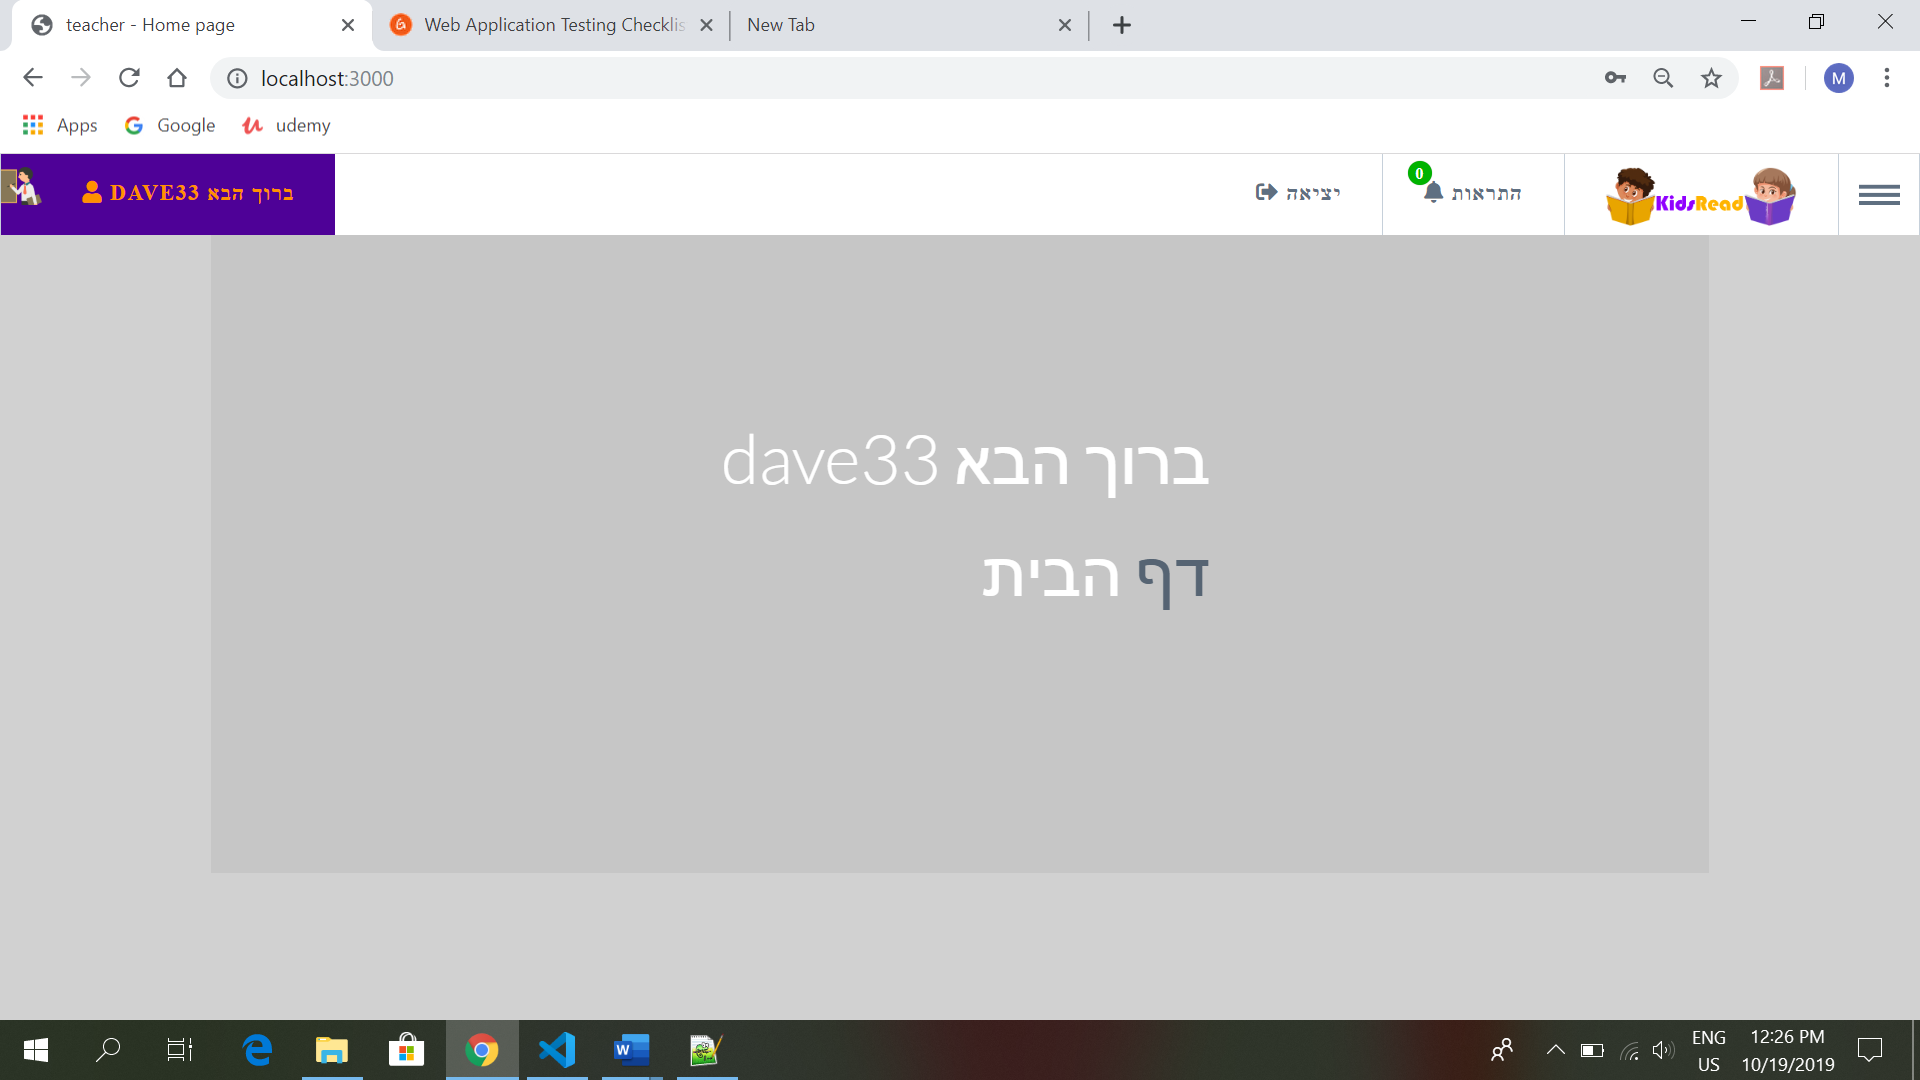 teacher - Home page
Web Application Testing Checklis
New Tab
localhost:3000
Apps
Google
udemy
ברוך הבא DAVE33
יציאה
התראות
0
KidsRead
M
ברוך הבא dave33
דף הבית
W
ENG
US
12:26 PM
10/19/2019